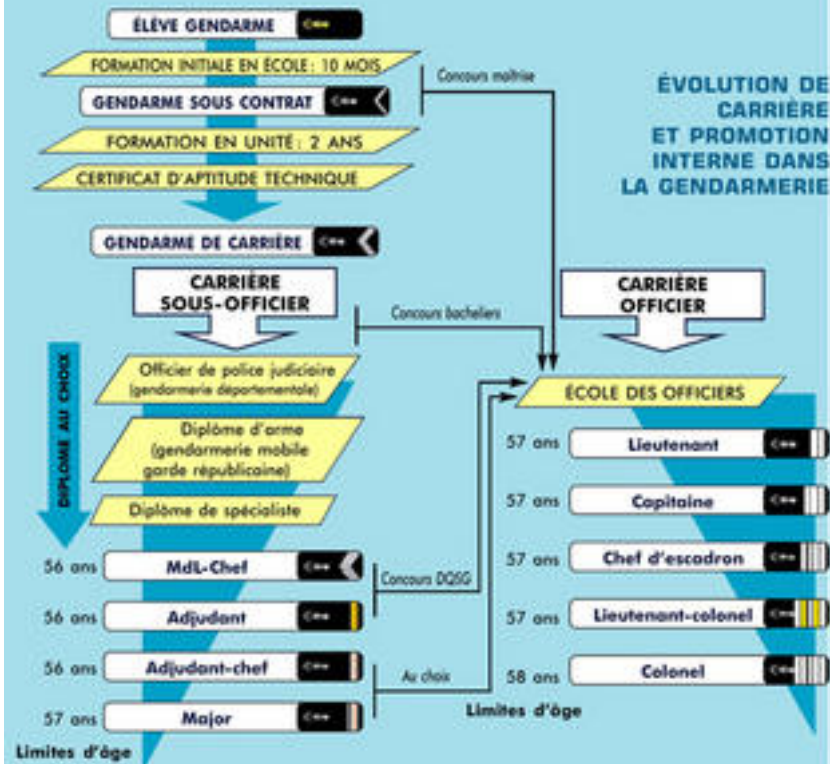 ÉLÈVE GENDARME
FORMATION INITIALE EN ÉCOLE : 10 MOIS
Concours maîtrise
GENDARME SOUS CONTRAT
FORMATION EN UNITÉ : 2 ANS
CERTIFICAT D'APTITUDE TECHNIQUE
GENDARME DE CARRIÈRE
ÉVOLUTION DE
CARRIÈRE
ET PROMOTION
INTERNE DANS
LA GENDARMERIE
CARRIÈRE
SOUS-OFFICIER
Concours bacheliers
CARRIÈRE
OFFICIER
DIPLOME AU CHOIX
Officier de police judiciaire
(gendarmerie départementale)
Diplôme d'arme
(gendarmerie mobile
garde républicaine)
Diplôme de spécialiste
56 ans MdL-Chef
56 ans Adjudant
Concours DQSG
56 ans Adjudant-chef
57 ans Major
Au choix
Limites d'âge
ÉCOLE DES OFFICIERS
57 ans Lieutenant
57 ans Capitaine
57 ans Chef d'escadron
57 ans Lieutenant-colonel
58 ans Colonel
Limites d'âge